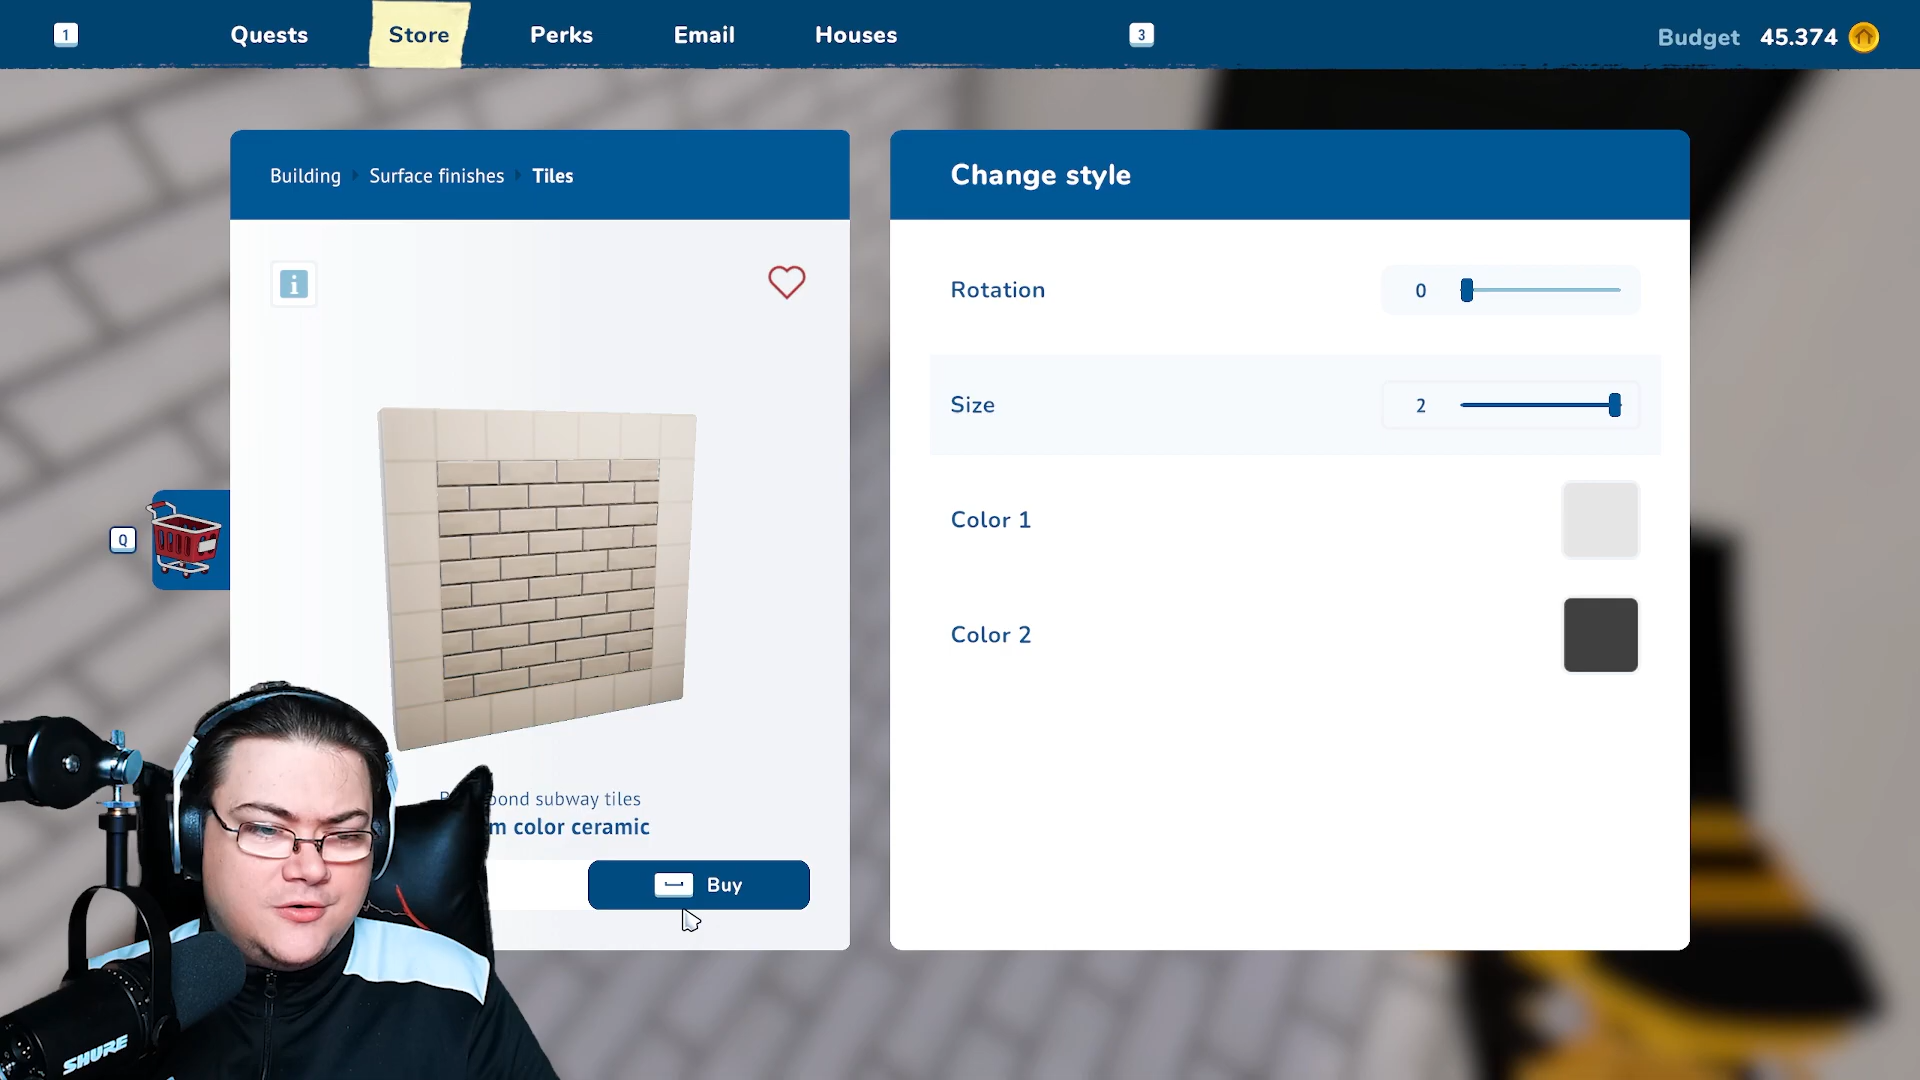 1 Quests Store Perks Email Houses 3 Budget 45.374
Building Surface finishes Tiles
Change style
i
Rotation 0
Size 2
Color 1
Q
Color 2
subway tiles
color ceramic
Buy
SHURE